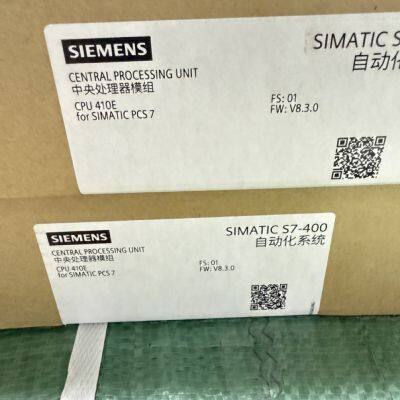 SIEMENS
SIMATIC S
自动化系
CENTRAL PROCESSING UNIT
中央处理器模组
CPU 410E
for SIMATIC PCS 7
FS: 01
FW: V8.3.0
SIEMENS
SIMATIC S7-400
自动化系统
CENTRAL PROCESSING UNIT
中央处理器模组
CPU 410E
for SIMATIC PCS 7
FS: 01
FW: V8.3.0